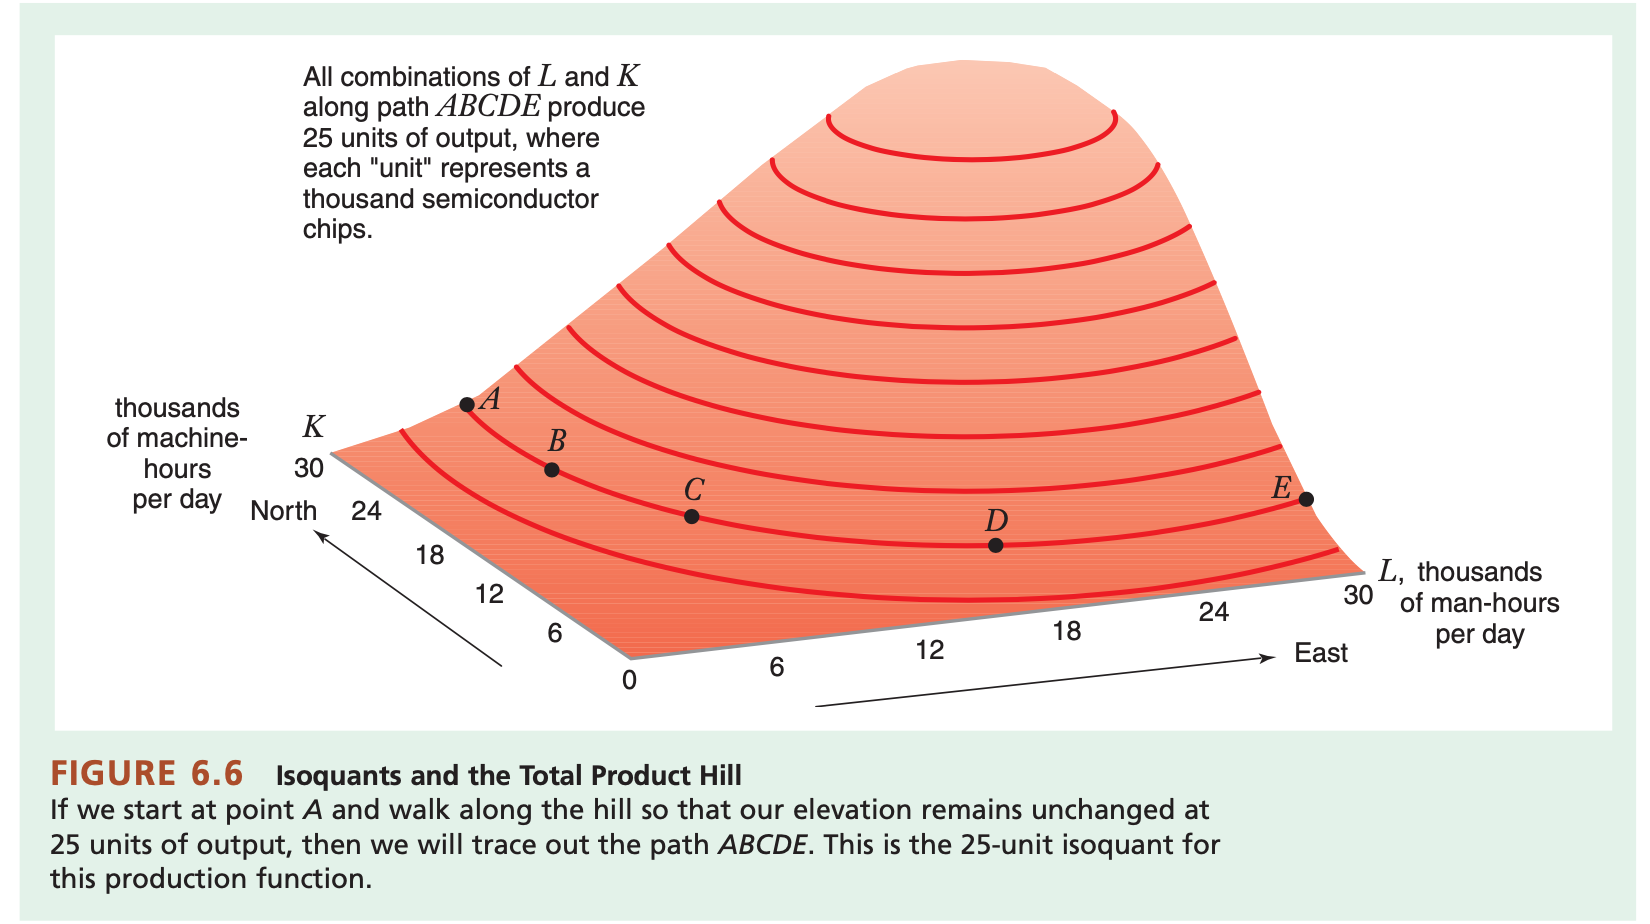 All combinations of L and K
along path ABCDE produce
25 units of output, where
each "unit" represents a
thousand semiconductor
chips.
A
B
C
D
E
thousands
of machine-
hours
per day
K
30
North
24
18
12
6
0
6
12
18
24
30
L, thousands
of man-hours
per day
East
FIGURE 6.6 Isoquants and the Total Product Hill
If we start at point A and walk along the hill so that our elevation remains unchanged at
25 units of output, then we will trace out the path ABCDE. This is the 25-unit isoquant for
this production function.